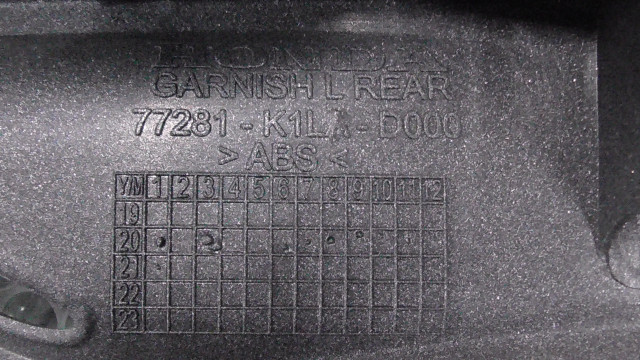 HONDA
GARNISH L REAR
77281-K1LA-D000
>ABS<
Y/M 1 2 3 4 5 6 7 8 9 10 11 12
19
20
21
22
23